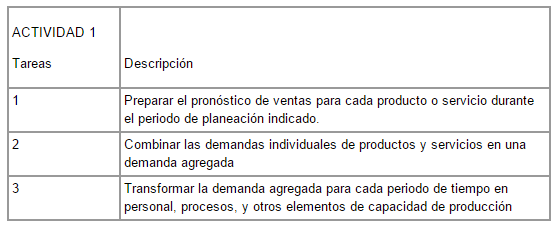 ACTIVIDAD 1
Tareas
Descripción
1
Preparar el pronóstico de ventas para cada producto o servicio durante
el periodo de planeación indicado.
2
Combinar las demandas individuales de productos y servicios en una
demanda agregada
3
Transformar la demanda agregada para cada periodo de tiempo en
personal, procesos, y otros elementos de capacidad de producción